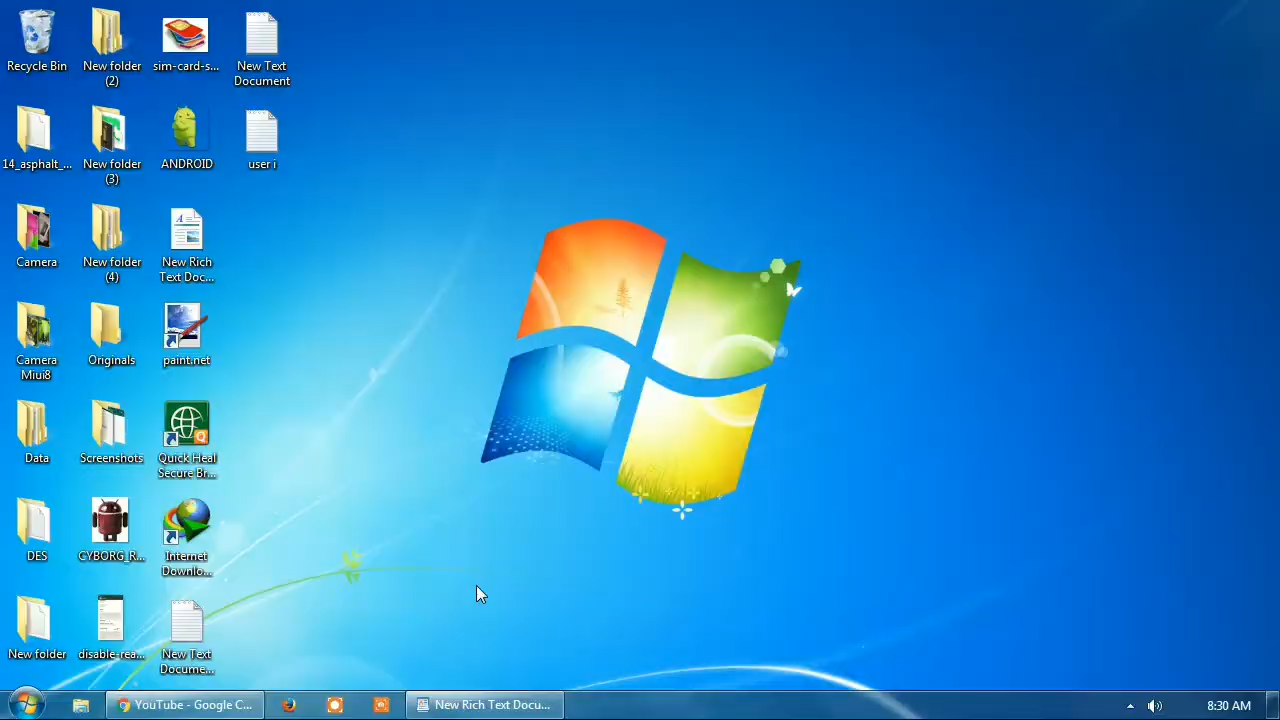 Recycle Bin
New folder
(2)
sim-card-s...
New Text
Document
14_asphalt_...
New folder
(3)
ANDROID
user i
Camera
New folder
(4)
New Rich
Text Doc...
Camera
Miui8
Originals
paint.net
Data
Screenshots
Quick Heal
Secure Br...
DES
CYBORG_R...
Internet
Downlo...
New folder
disable-rea...
New Text
Docume...
YouTube - Google C...
New Rich Text Docu...
8:30 AM